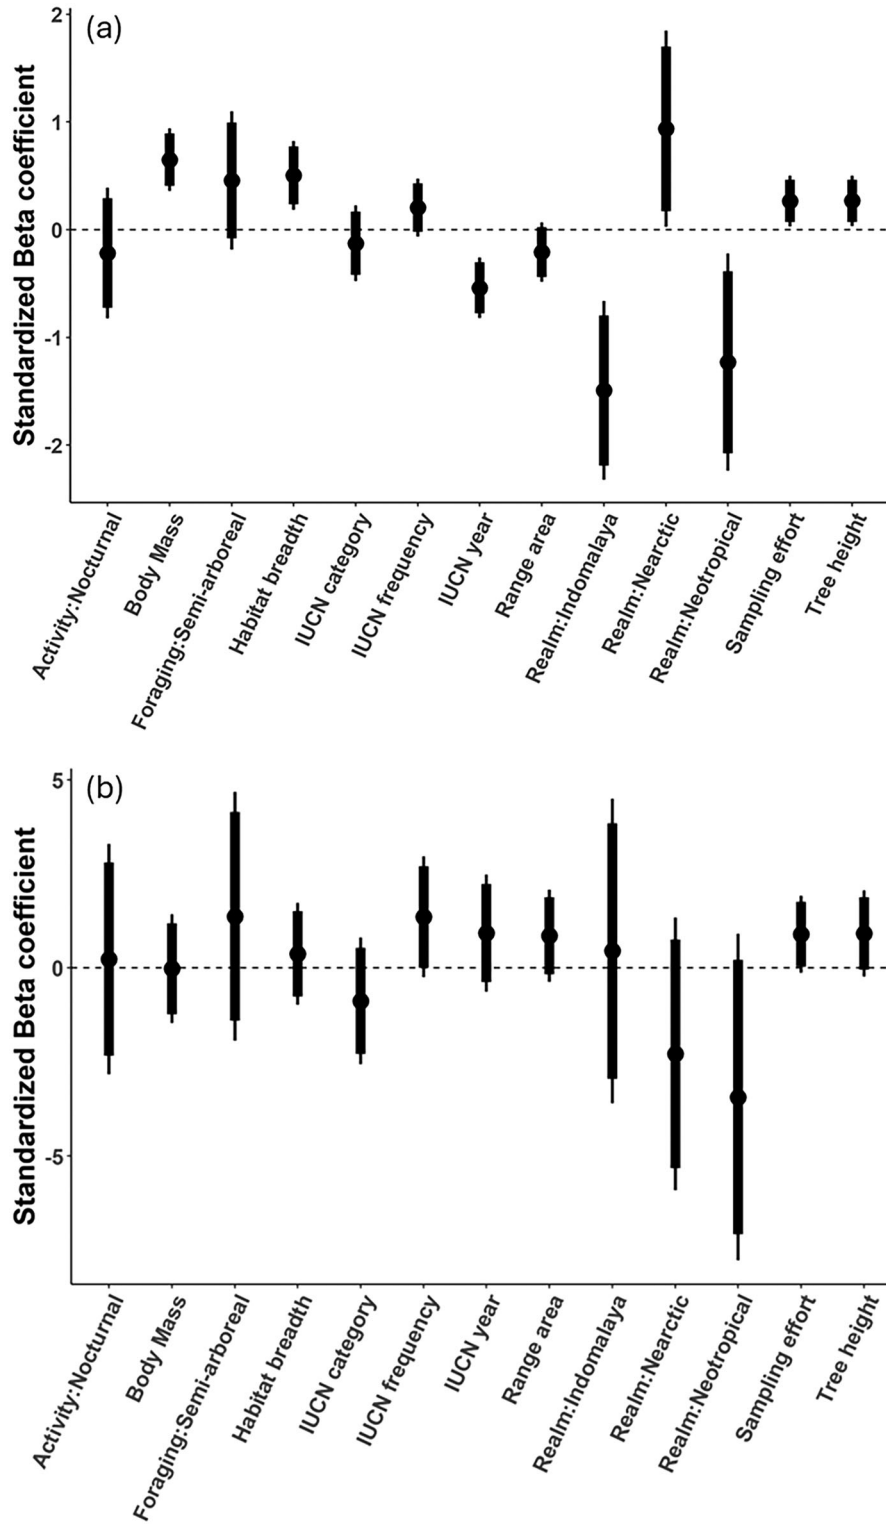 (a)
Standardized Beta coefficient
2
1
0
-1
-2
Activity:Nocturnal
Body Mass
Foraging:Semi-arboreal
Habitat breadth
IUCN category
IUCN frequency
IUCN year
Range area
Realm:Indomalaya
Realm:Nearctic
Realm:Neotropical
Sampling effort
Tree height
(b)
Standardized Beta coefficient
5
0
-5
Activity:Nocturnal
Body Mass
Foraging:Semi-arboreal
Habitat breadth
IUCN category
IUCN frequency
IUCN year
Range area
Realm:Indomalaya
Realm:Nearctic
Realm:Neotropical
Sampling effort
Tree height